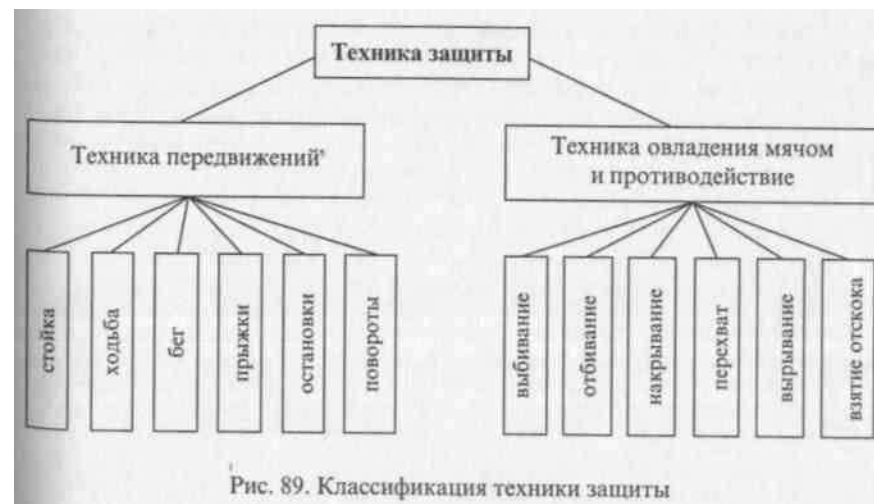 Техника защиты
Техника передвижений
Техника овладения мячом
и противодействие
стойка
ходьба
бег
прыжки
остановки
повороты
выбивание
отбивание
накрывание
перехват
вырывание
взятие отскока
Рис. 89. Классификация техники защиты